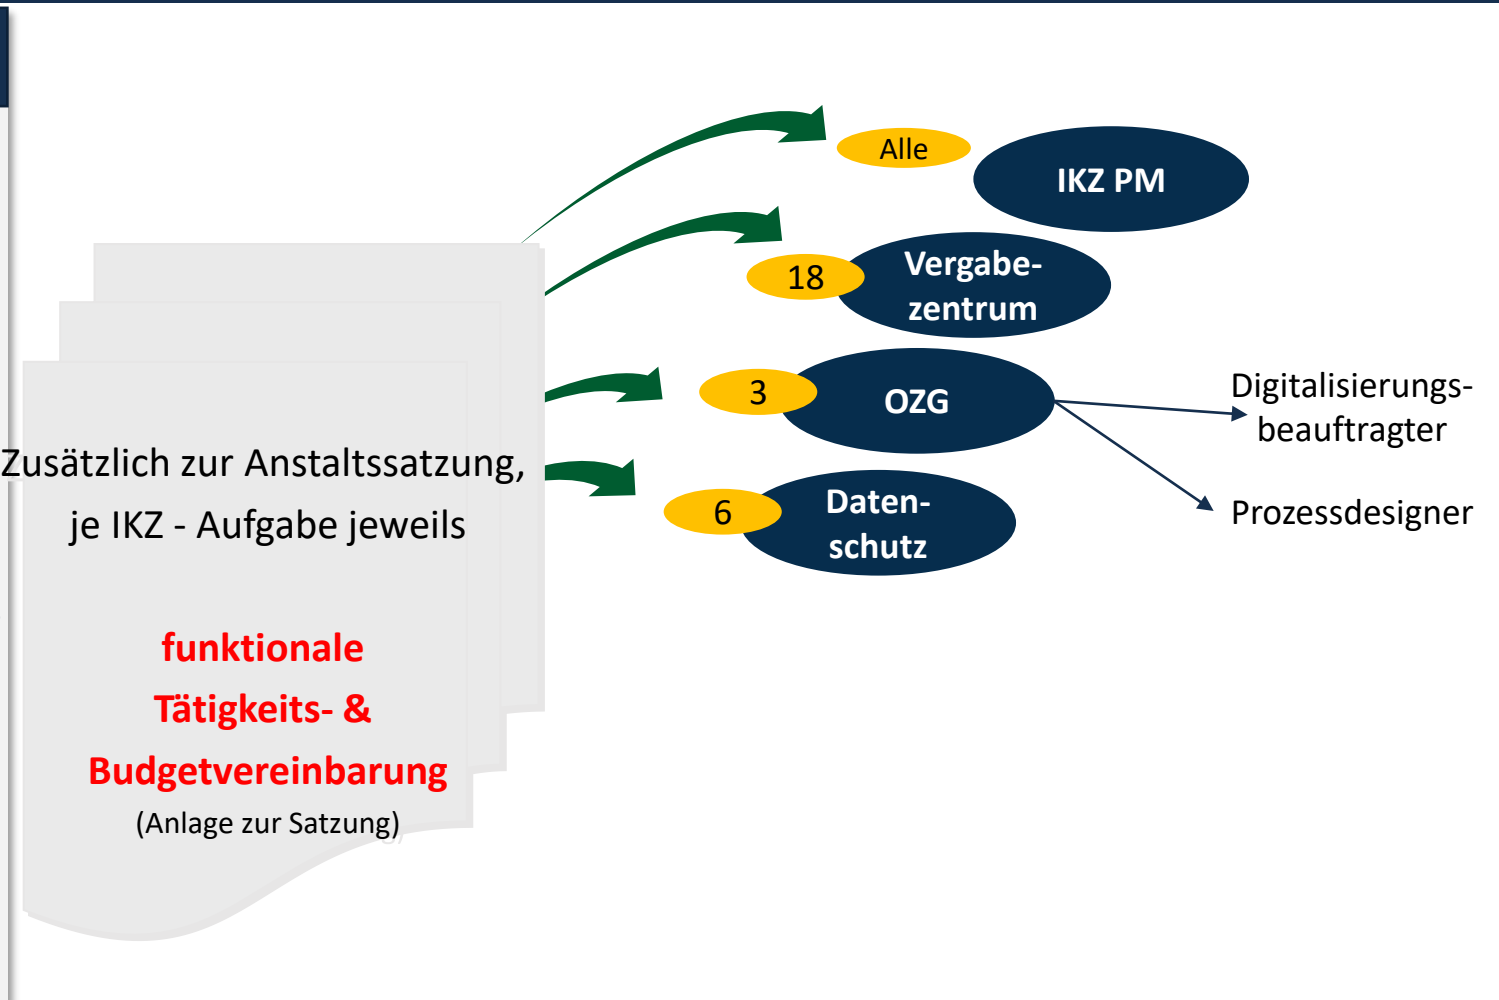 Zusätzlich zur Anstaltssatzung,
je IKZ - Aufgabe jeweils
funktionale
Tätigkeits- &
Budgetvereinbarung
(Anlage zur Satzung)
Alle
IKZ PM
18
Vergabe-
zentrum
3
OZG
6
Daten-
schutz
Digitalisierungs-
beauftragter
Prozessdesigner